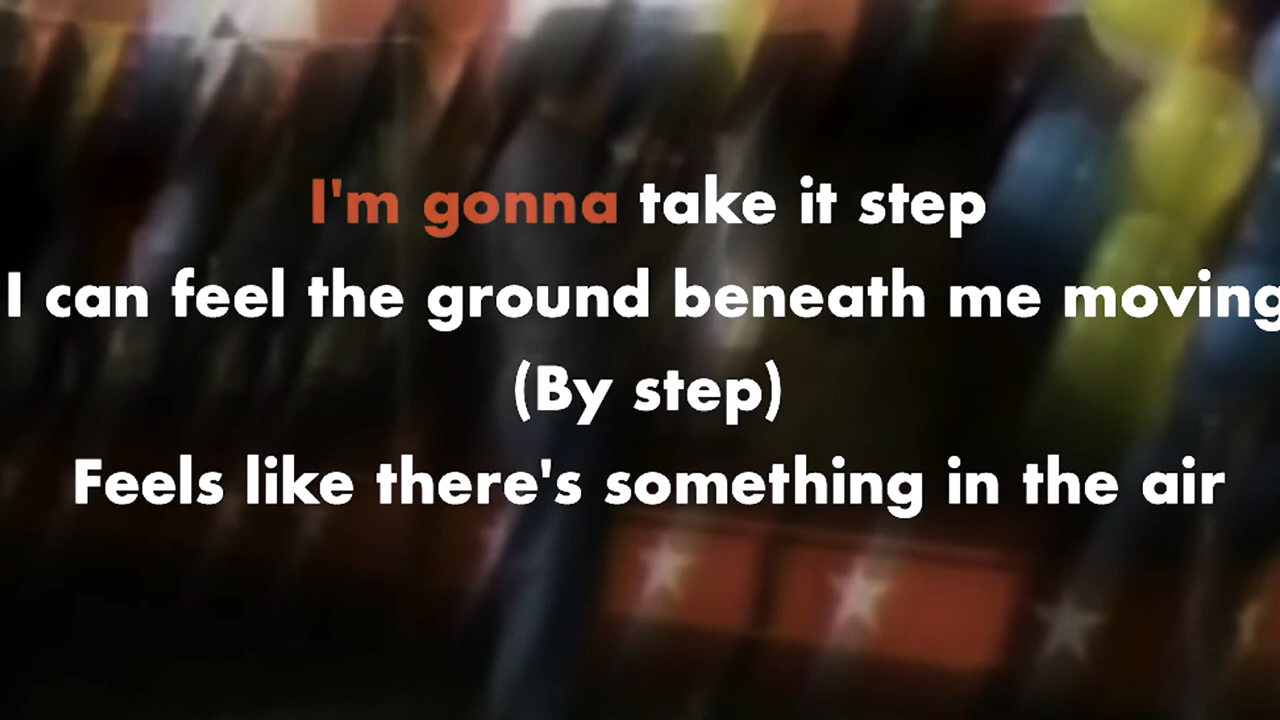 I'm gonna take it step
I can feel the ground beneath me moving
(By step)
Feels like there's something in the air